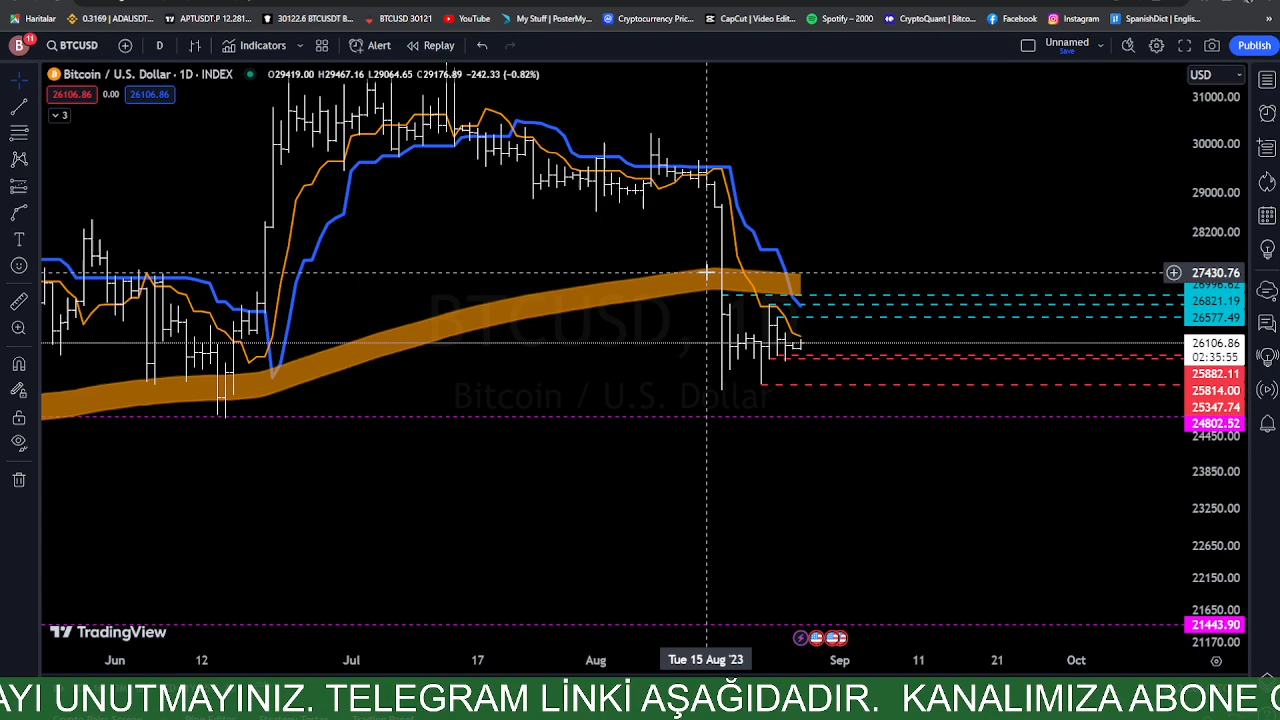 Haritalar 0.3169 | ADAUSDT... APTUSDT.P 12.281... 30122.6 BTCUSDT B... BTCUSD 30121 YouTube My Stuff | PosterMy... Cryptocurrency Pric... CapCut | Video Edit... Spotify – 2000 CryptoQuant | Bitco... Facebook Instagram SpanishDict | Englis... »
B 11 BTCUSD D Indicators Alert Replay Unnamed Save Publish
Bitcoin / U.S. Dollar · 1D · INDEX O29419.00 H29467.16 L29064.65 C29176.89 -242.33 (-0.82%) USD
26106.86 0.00 26106.86
3
31000.00
30000.00
29000.00
28200.00
27430.76
26821.19
26577.49
BTCUSD,
26106.86
02:35:55
25882.11
25814.00
Bitcoin / U.S. Dollar
25347.74
24802.52
24450.00
23850.00
23250.00
22650.00
22150.00
21650.00
21443.90
TradingView
21170.00
Jun 12 Jul 17 Aug Tue 15 Aug '23 Sep 11 21 Oct
AYI UNUTMAYINIZ. TELEGRAM LİNKİ AŞAĞIDADIR. KANALIMIZA ABONE